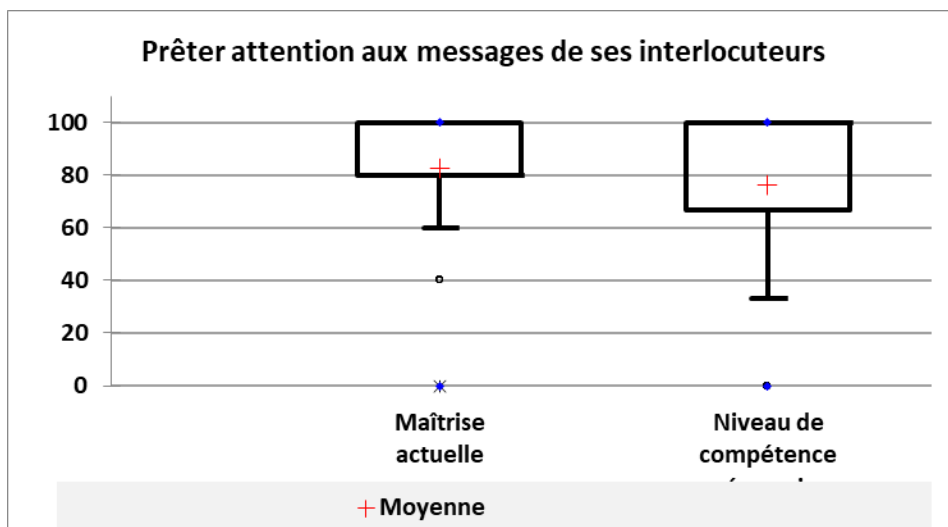 Prêter attention aux messages de ses interlocuteurs
100
80
60
40
20
0
Maîtrise
actuelle
Niveau de
compétence
Moyenne